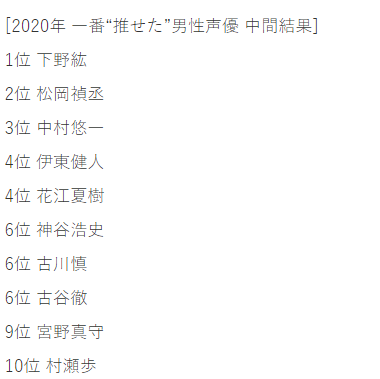 [2020年 一番“推せた”男性声優 中間結果]
1位 下野紘
2位 松岡禎丞
3位 中村悠一
4位 伊東健人
4位 花江夏樹
6位 神谷浩史
6位 古川慎
6位 古谷徹
9位 宮野真守
10位 村瀬歩